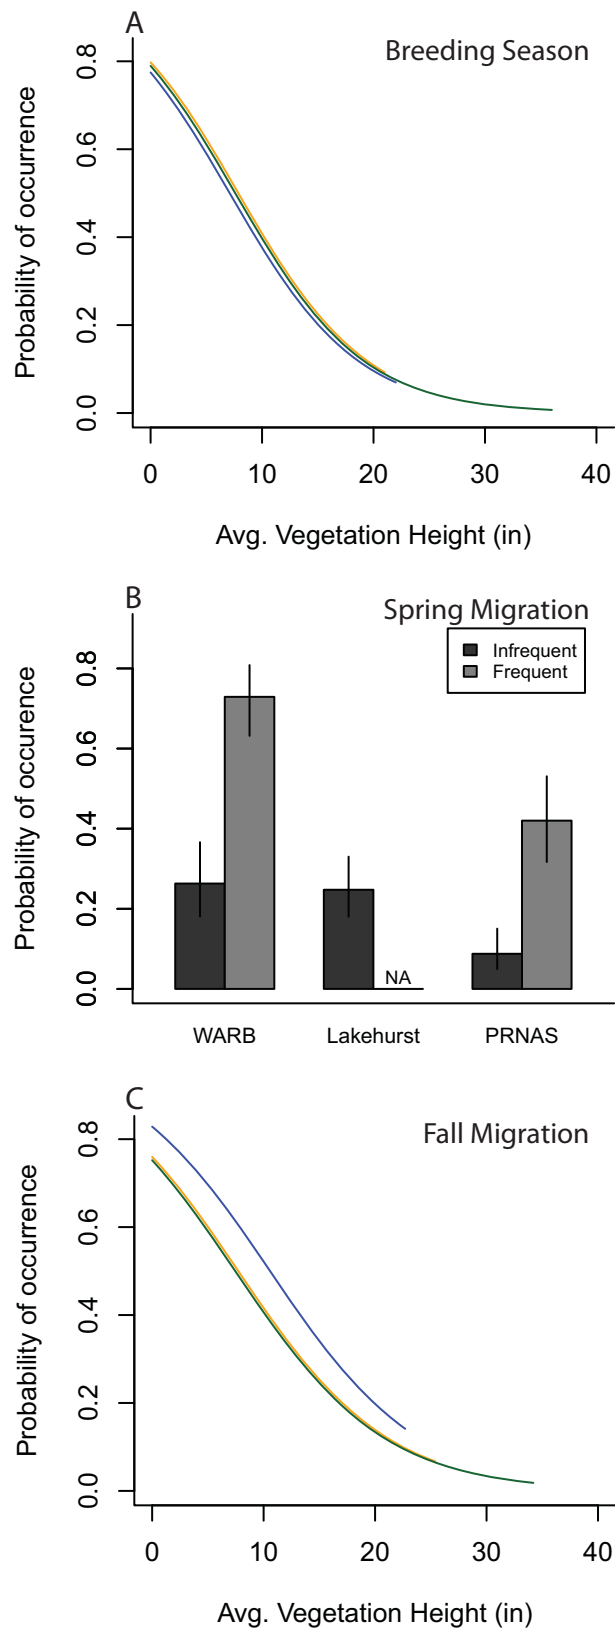 A
Breeding Season
Probability of occurrence
0.0 0.2 0.4 0.6 0.8
0 10 20 30 40
Avg. Vegetation Height (in)
B
Spring Migration
Infrequent
Frequent
Probability of occurence
0.0 0.2 0.4 0.6 0.8
NA
WARB Lakehurst PRNAS
C
Fall Migration
Probability of occurrence
0.0 0.2 0.4 0.6 0.8
0 10 20 30 40
Avg. Vegetation Height (in)